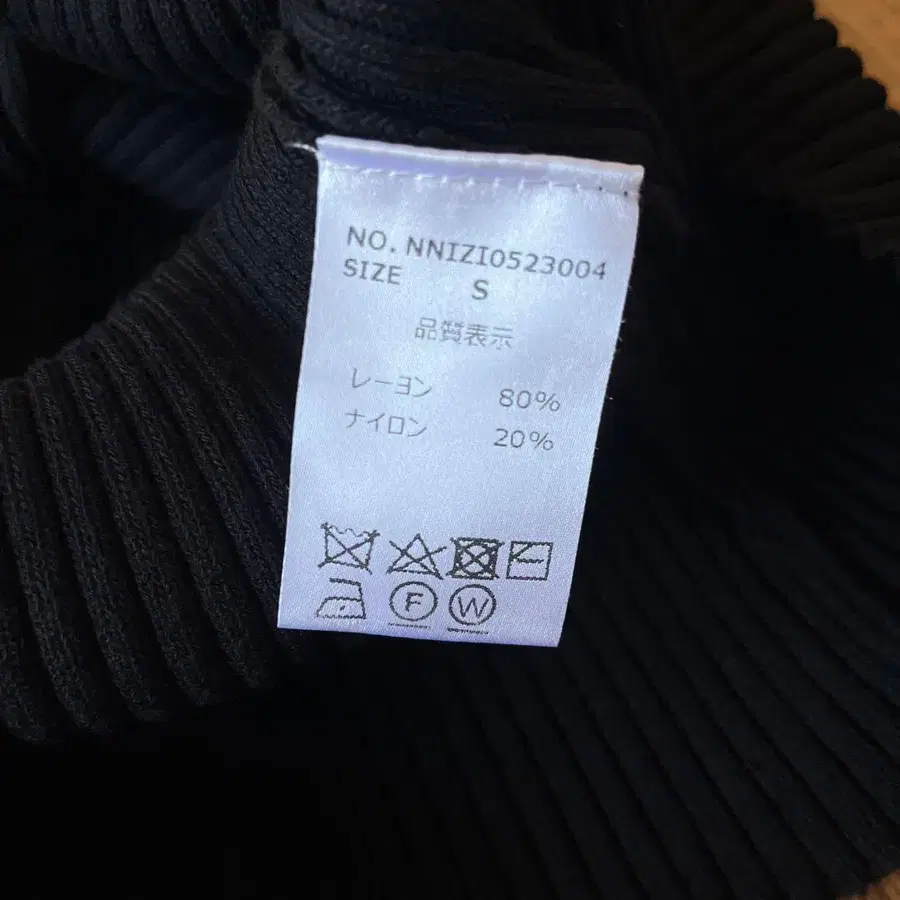 NO. NNIZI0523004
SIZE S
品質表示
レーヨン 80%
ナイロン 20%
F W